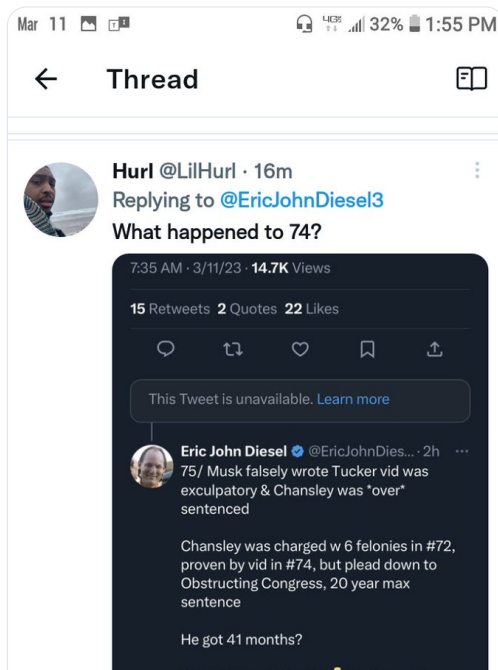 Mar 11 32% 1:55 PM
Thread
Hurl @LilHurl · 16m
Replying to @EricJohnDiesel3
What happened to 74?
7:35 AM · 3/11/23 · 14.7K Views
15 Retweets 2 Quotes 22 Likes
This Tweet is unavailable. Learn more
Eric John Diesel @EricJohnDies... · 2h
75/ Musk falsely wrote Tucker vid was
exculpatory & Chansley was *over*
sentenced
Chansley was charged w 6 felonies in #72,
proven by vid in #74, but plead down to
Obstructing Congress, 20 year max
sentence
He got 41 months?